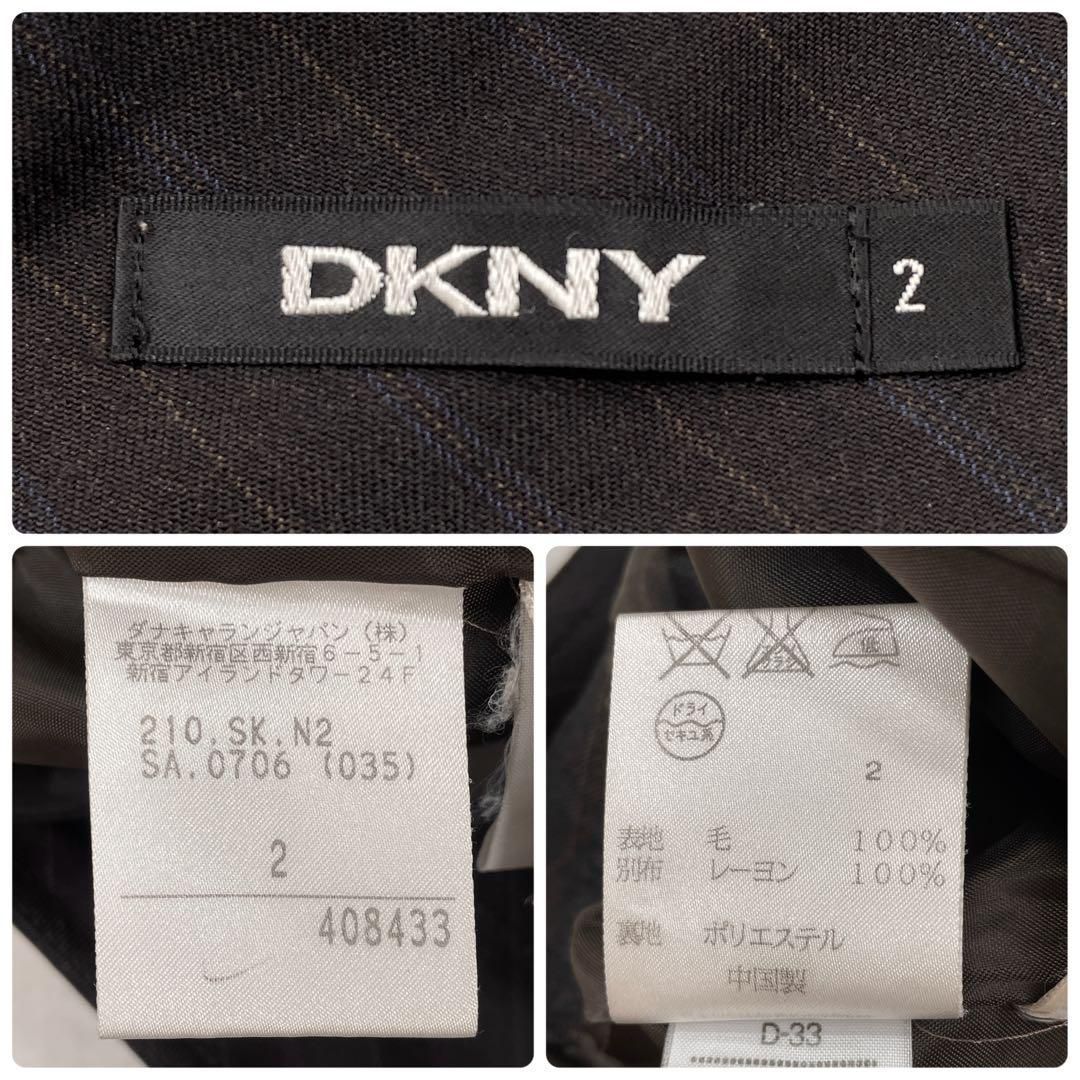 DKNY
2
ダナキャランジャパン(株)
東京都新宿区西新宿6-5-1
新宿アイランドタワー24F
210.SK.N2
SA.0706 (035)
2
408433
低
ドライ
セキユ系
2
表地 毛 100%
別布 レーヨン 100%
裏地 ポリエステル
中国製
D-33